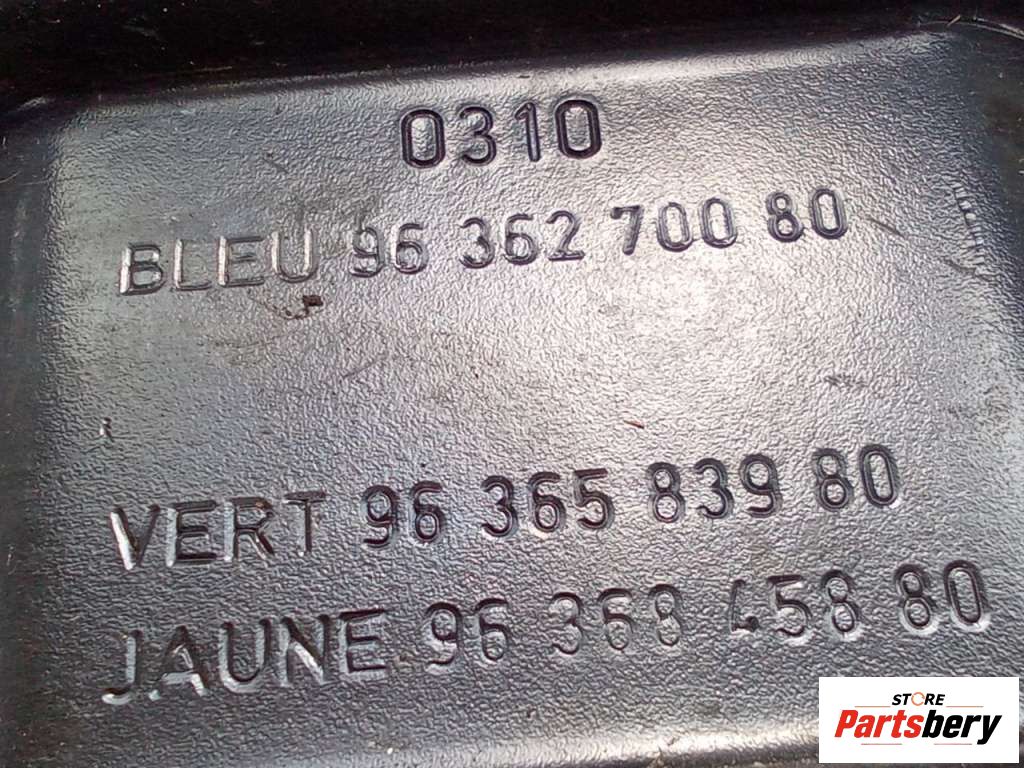 0310
BLEU 96 362 700 80
VERT 96 365 839 80
JAUNE 96 368 458 80
STORE
Partsbery